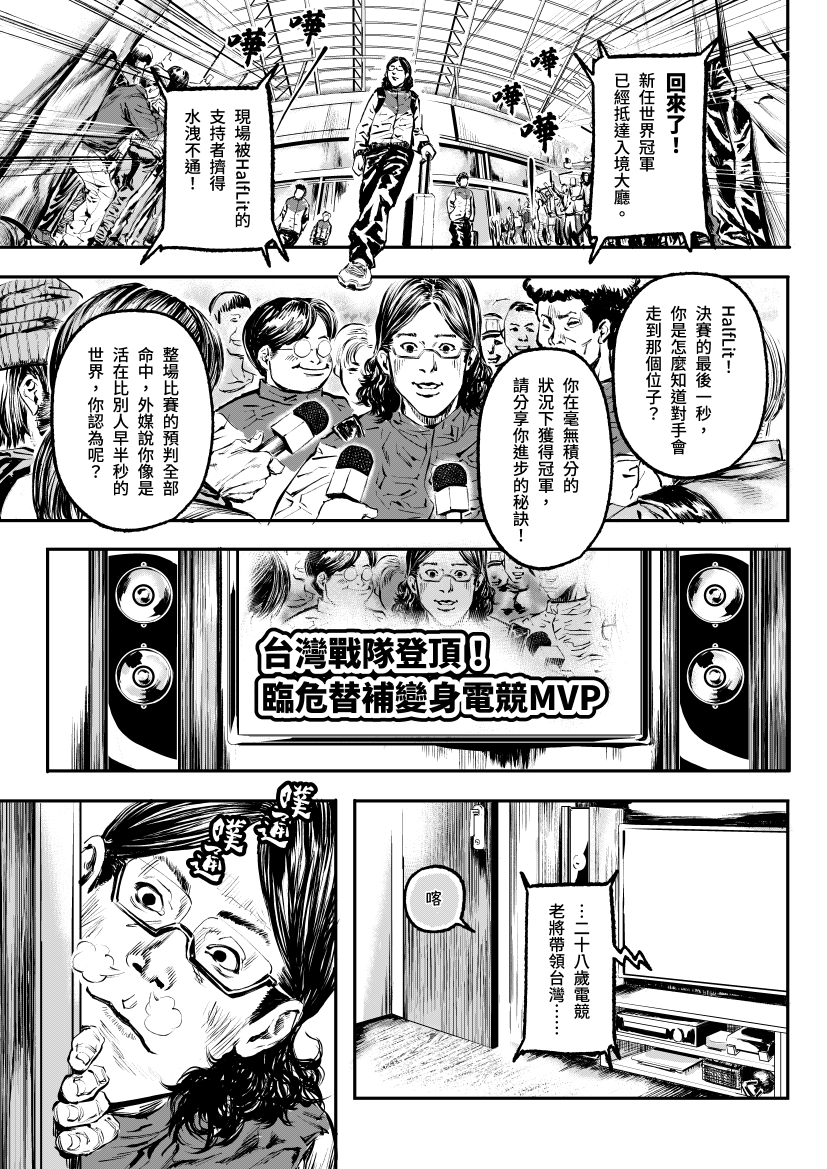 回來了！
新任世界冠軍
已經抵達入境大廳。
嘩
嘩
嘩
嘩
現場被HalfLit的
支持者擠得
水洩不通！
HalfLit！
決賽的最後一秒，
你是怎麼知道對手會
走到那個位子？
你在毫無積分的
狀況下獲得冠軍，
請分享你進步的秘訣！
整場比賽的預判全部
命中，外媒說你像是
活在比別人早半秒的
世界，你認為呢？
台灣戰隊登頂！
臨危替補變身電競MVP
…二十八歲電競
老將帶領台灣……
喀
噗通
噗通